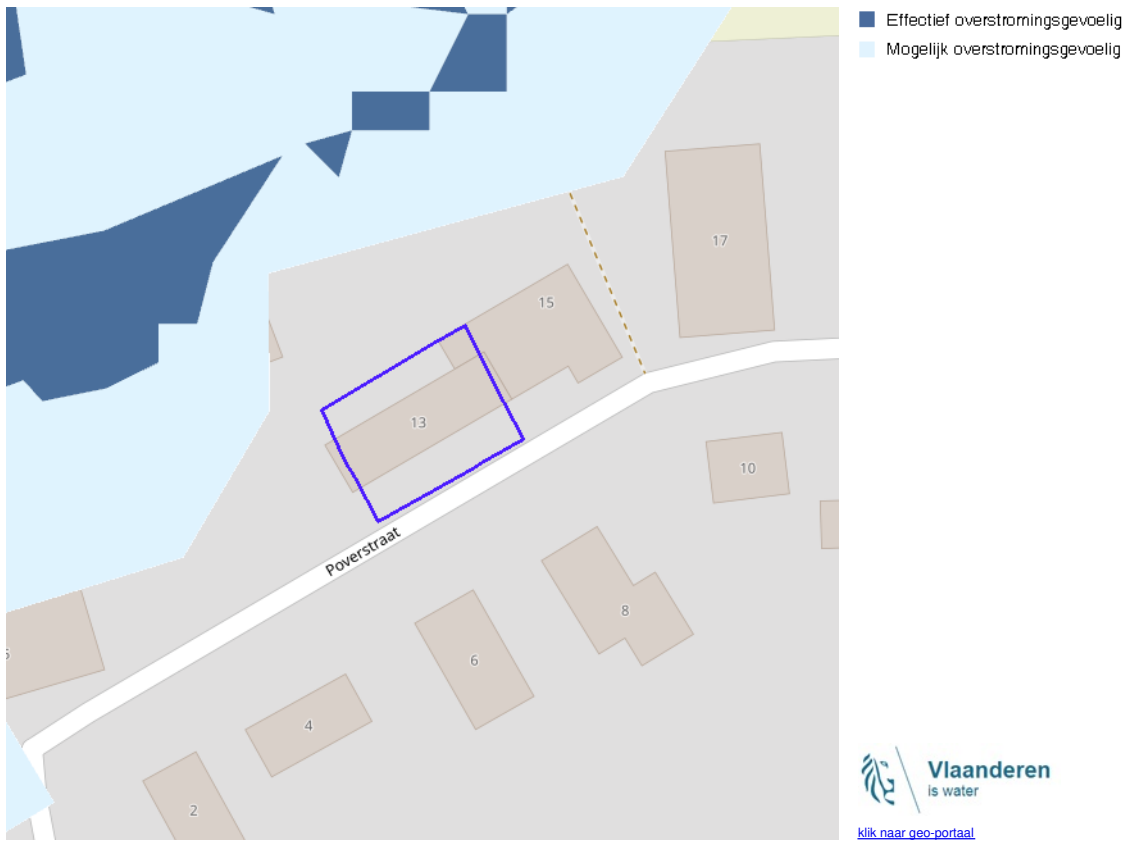 Effectief overstromingsgevoelig
Mogelijk overstromingsgevoelig
17
15
13
10
Poverstraat
8
6
4
2
Vlaanderen
is water
klik naar geo-portaal